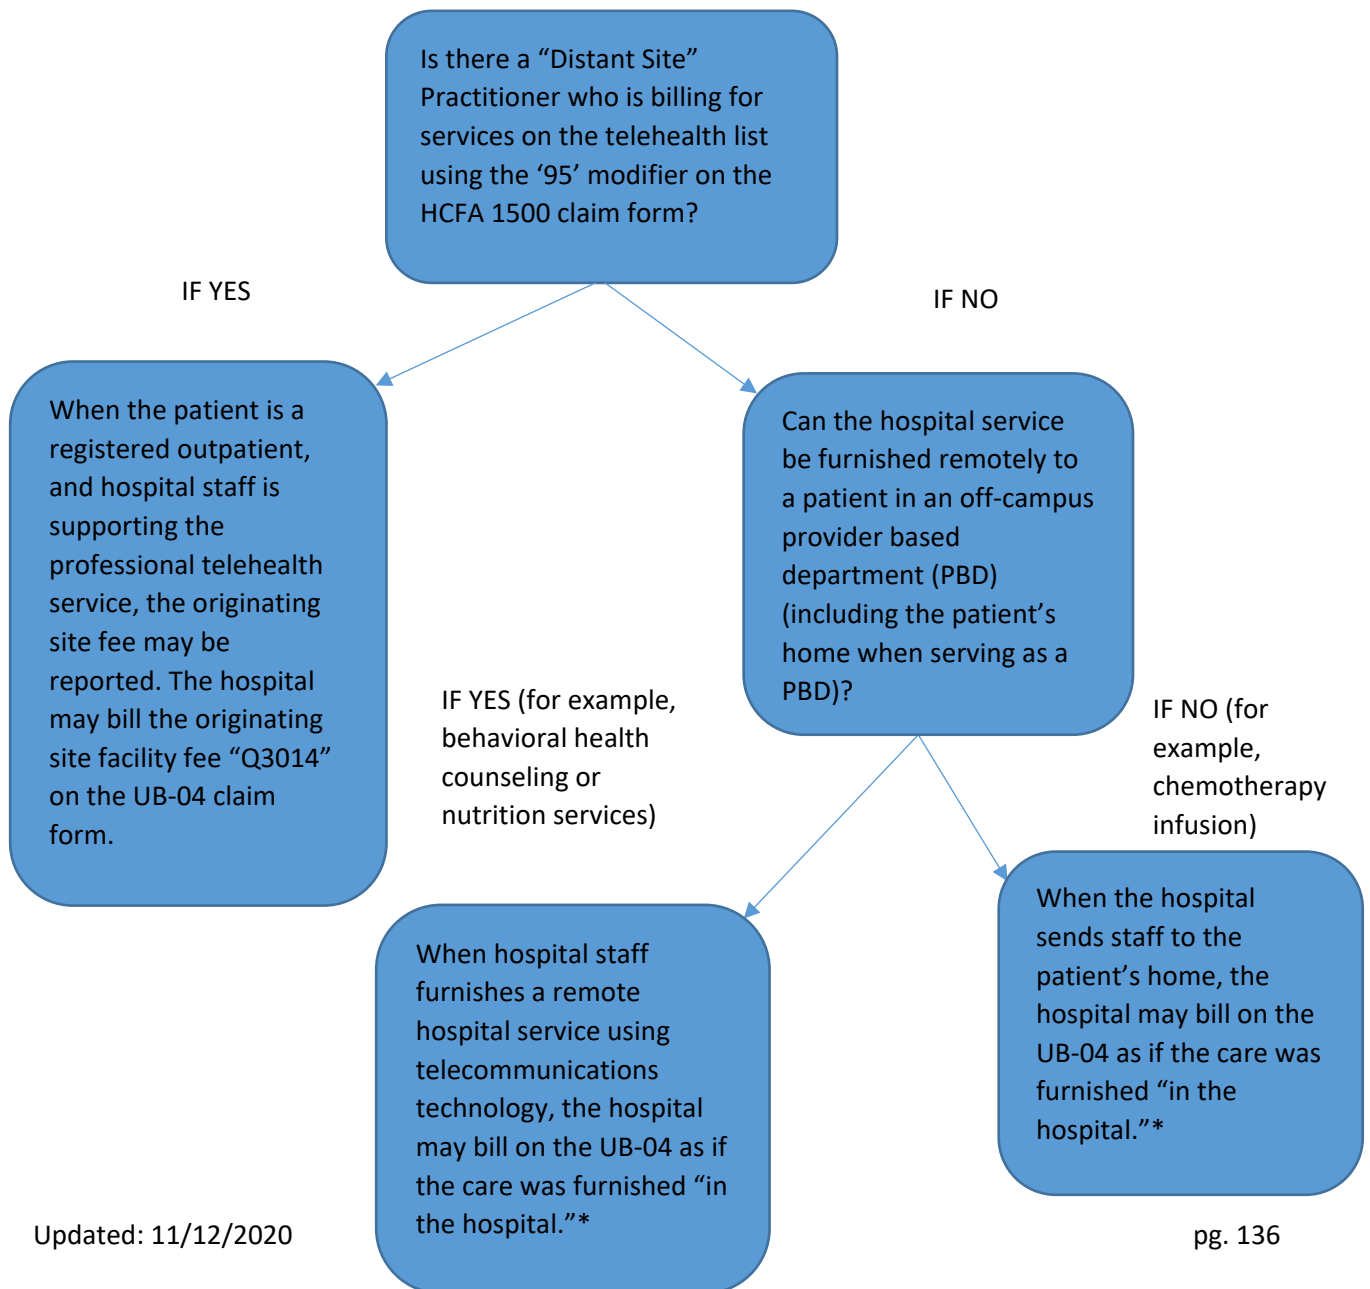 Is there a “Distant Site”
Practitioner who is billing for
services on the telehealth list
using the ‘95’ modifier on the
HCFA 1500 claim form?
IF YES
IF NO
When the patient is a
registered outpatient,
and hospital staff is
supporting the
professional telehealth
service, the originating
site fee may be
reported. The hospital
may bill the originating
site facility fee “Q3014”
on the UB-04 claim
form.
Can the hospital service
be furnished remotely to
a patient in an off-campus
provider based
department (PBD)
(including the patient’s
home when serving as a
PBD)?
IF YES (for example,
behavioral health
counseling or
nutrition services)
IF NO (for
example,
chemotherapy
infusion)
When hospital staff
furnishes a remote
hospital service using
telecommunications
technology, the hospital
may bill on the UB-04 as if
the care was furnished “in
the hospital.”*
When the hospital
sends staff to the
patient’s home, the
hospital may bill on the
UB-04 as if the care was
furnished “in the
hospital.”*
Updated: 11/12/2020
pg. 136